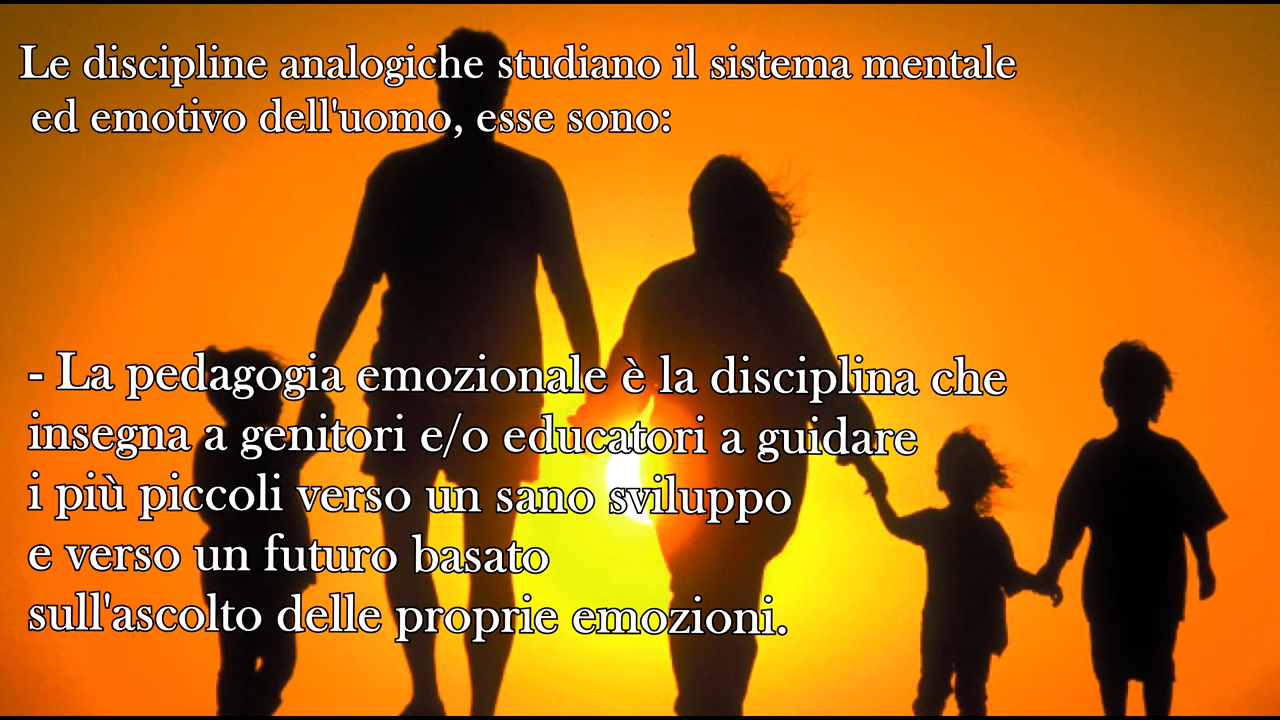 Le discipline analogiche studiano il sistema mentale
ed emotivo dell'uomo, esse sono:
- La pedagogia emozionale è la disciplina che
insegna a genitori e/o educatori a guidare
i più piccoli verso un sano sviluppo
e verso un futuro basato
sull'ascolto delle proprie emozioni.